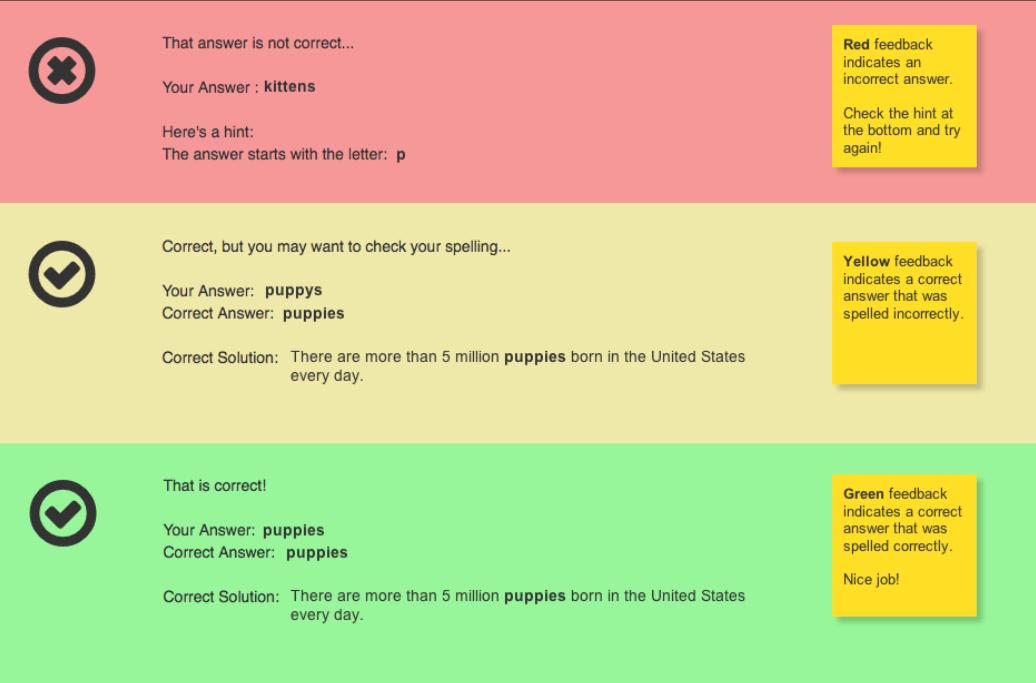 That answer is not correct...
Your Answer : kittens
Here's a hint:
The answer starts with the letter: p
Red feedback
indicates an
incorrect answer.
Check the hint at
the bottom and try
again!
Correct, but you may want to check your spelling...
Your Answer: puppys
Correct Answer: puppies
Correct Solution: There are more than 5 million puppies born in the United States
every day.
Yellow feedback
indicates a correct
answer that was
spelled incorrectly.
That is correct!
Your Answer: puppies
Correct Answer: puppies
Correct Solution: There are more than 5 million puppies born in the United States
every day.
Green feedback
indicates a correct
answer that was
spelled correctly.
Nice job!